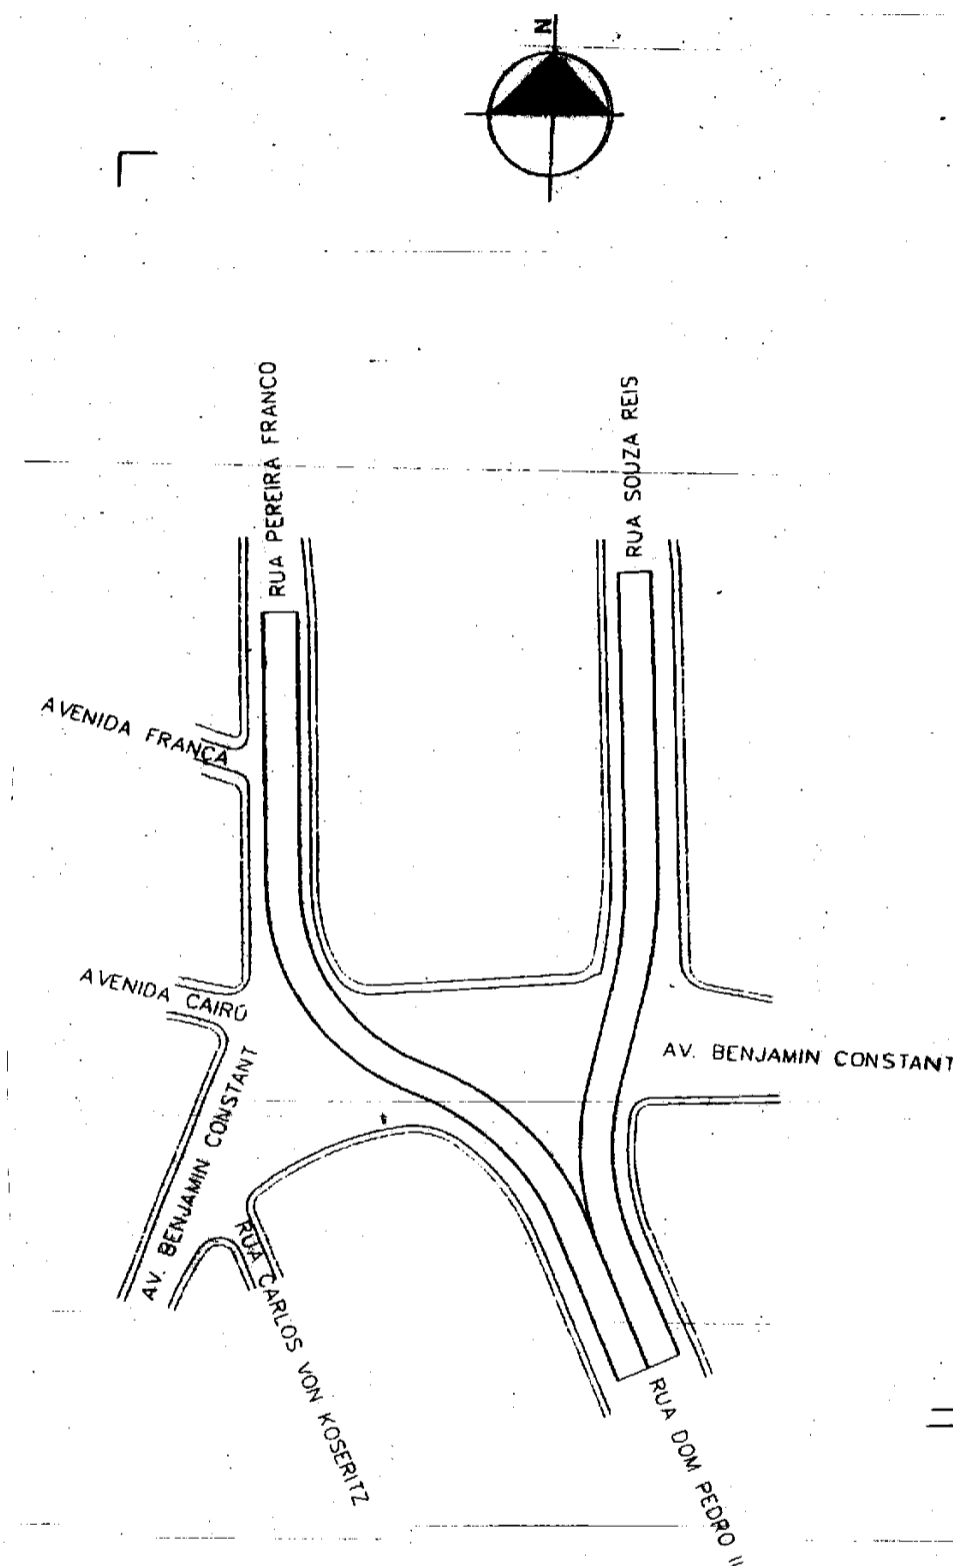 N
RUA PEREIRA FRANCO
RUA SOUZA REIS
AVENIDA FRANÇA
AVENIDA CAIRÚ
AV. BENJAMIN CONSTANT
AV. BENJAMIN CONSTANT
RUA CARLOS VON KOSERITZ
RUA DOM PEDRO II